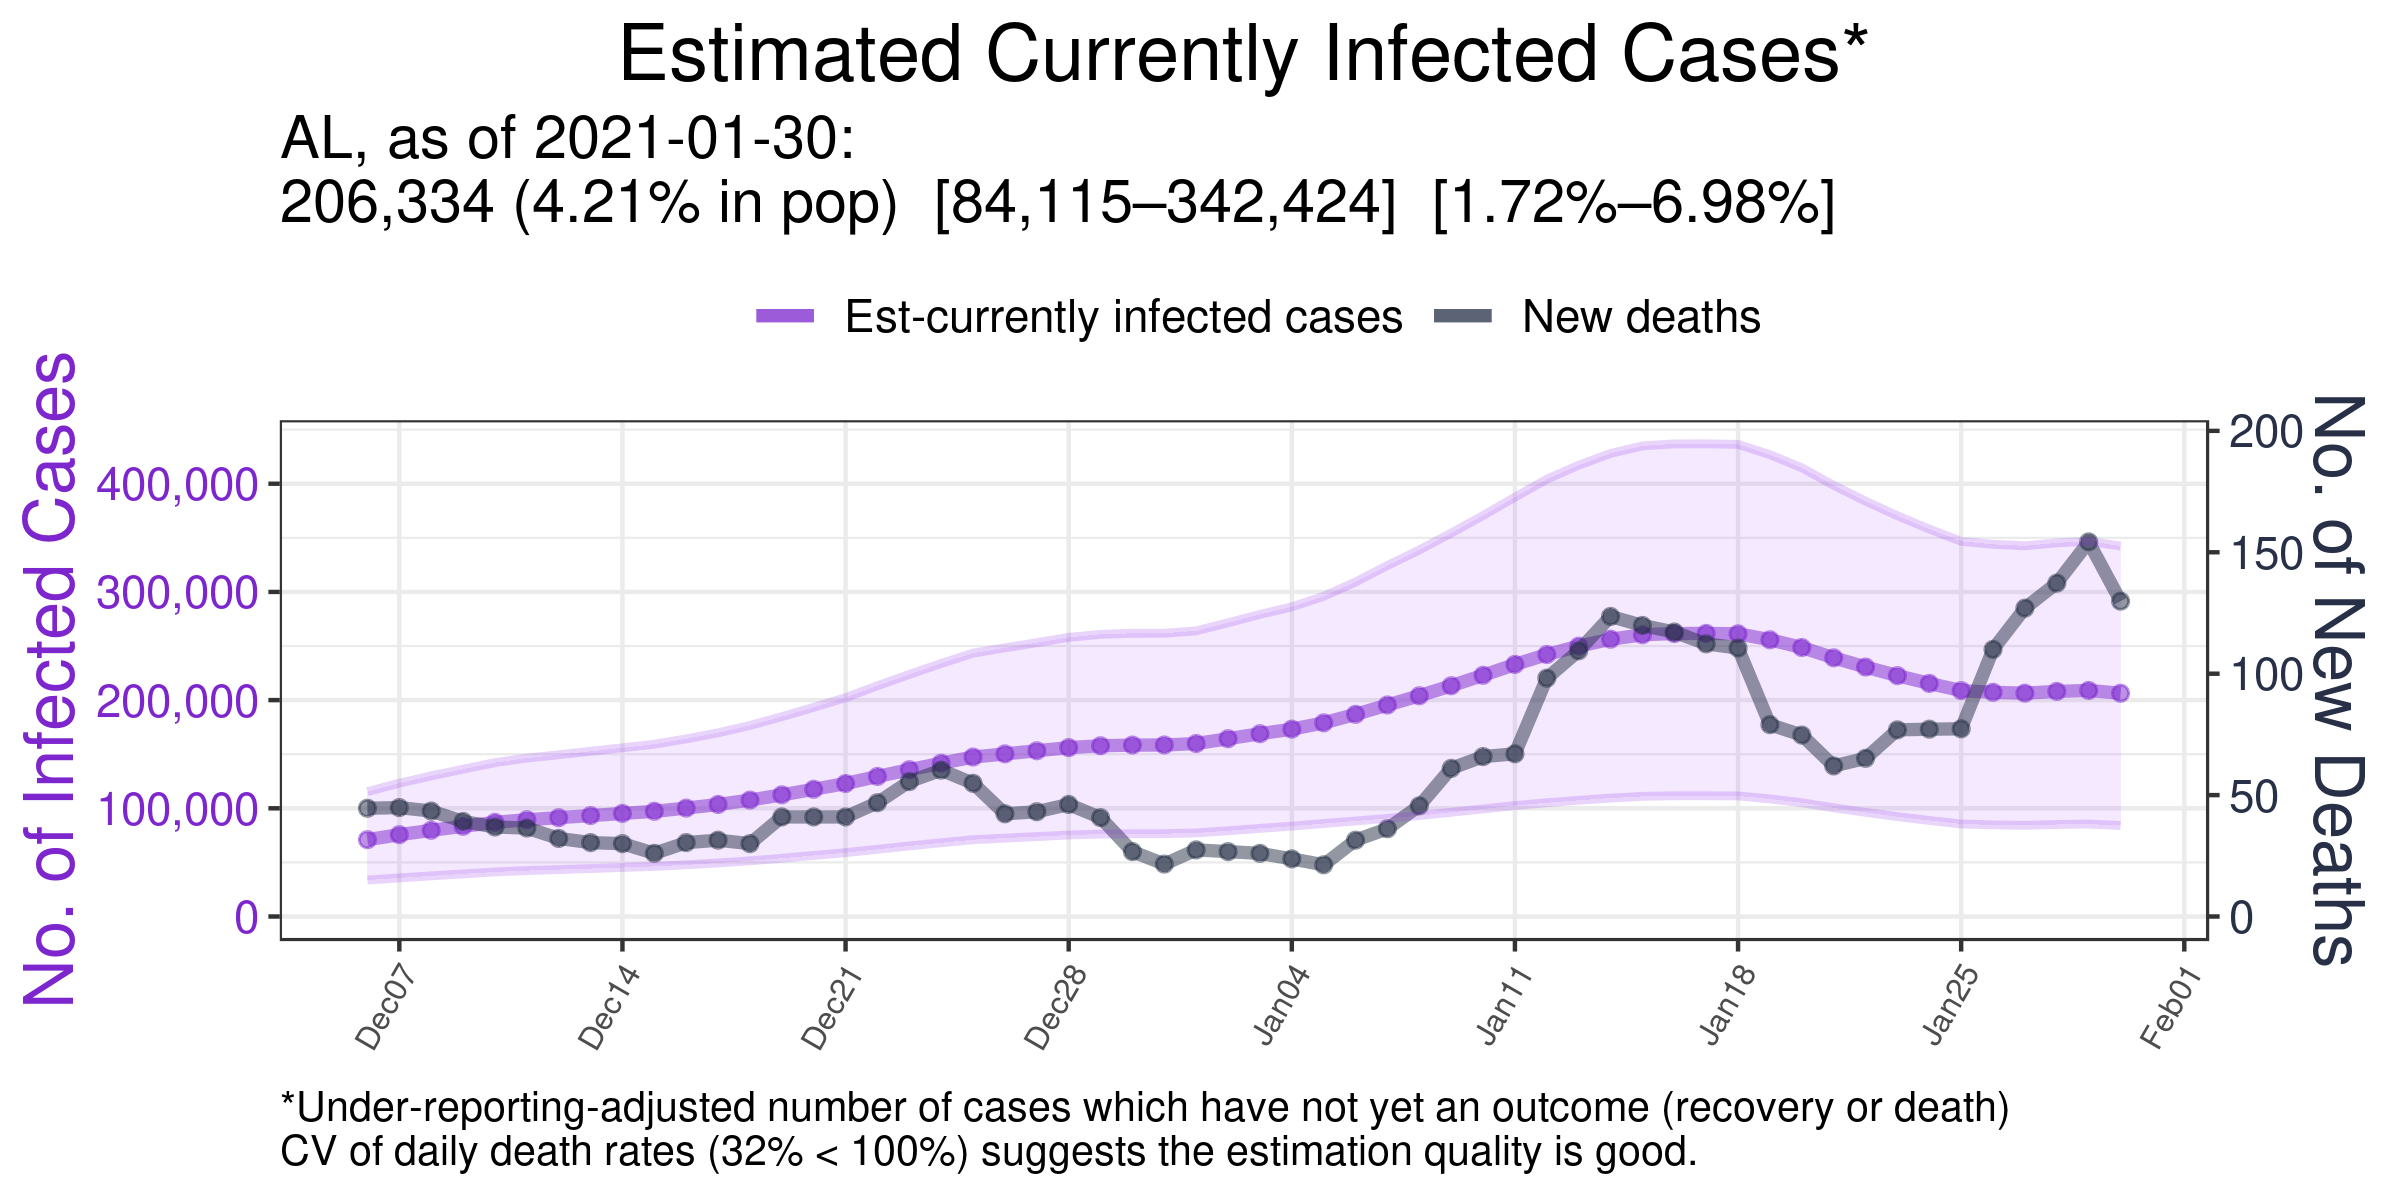 Estimated Currently Infected Cases*
AL, as of 2021-01-30:
206,334 (4.21% in pop)  [84,115–342,424]  [1.72%–6.98%]
Est-currently infected cases
New deaths
No. of Infected Cases
400,000
300,000
200,000
100,000
0
200
150
100
50
0
No. of New Deaths
Dec07
Dec14
Dec21
Dec28
Jan04
Jan11
Jan18
Jan25
Feb01
*Under-reporting-adjusted number of cases which have not yet an outcome (recovery or death)
CV of daily death rates (32% < 100%) suggests the estimation quality is good.